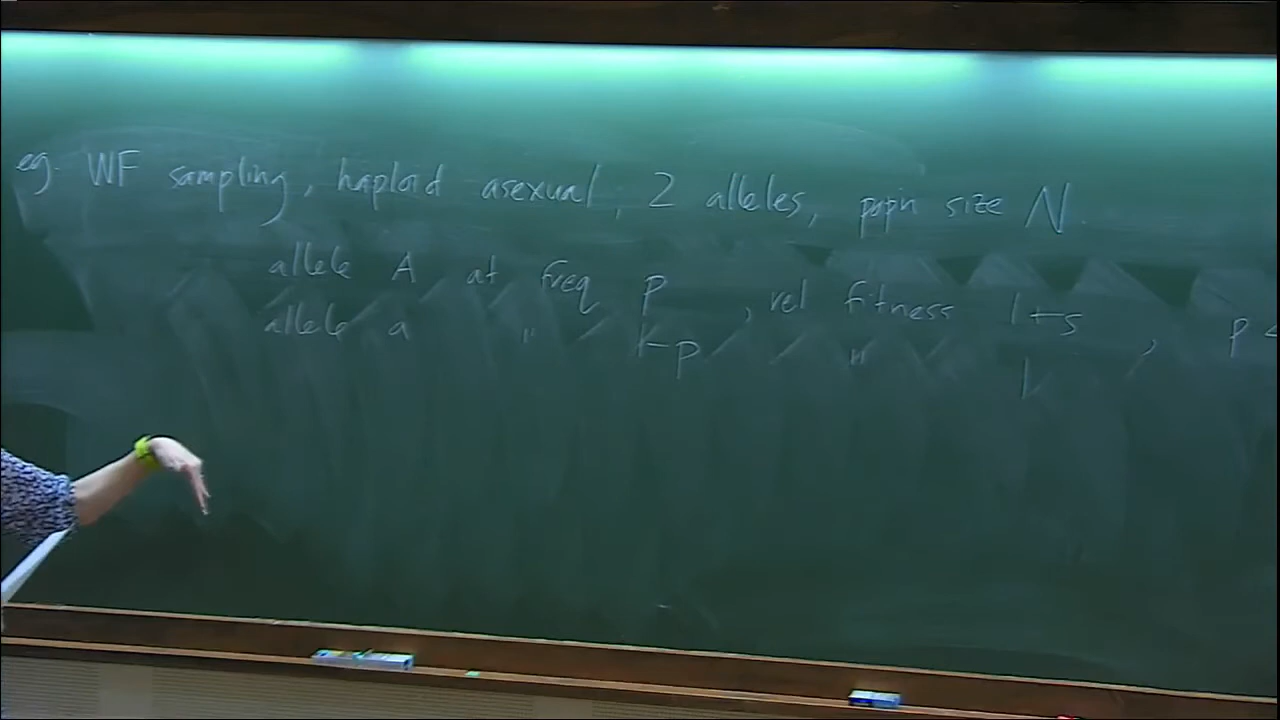 eg. WF sampling, haploid asexual, 2 alleles, popn size N.
allele A at freq p, rel fitness 1+s, p <
allele a " 1-p " 1